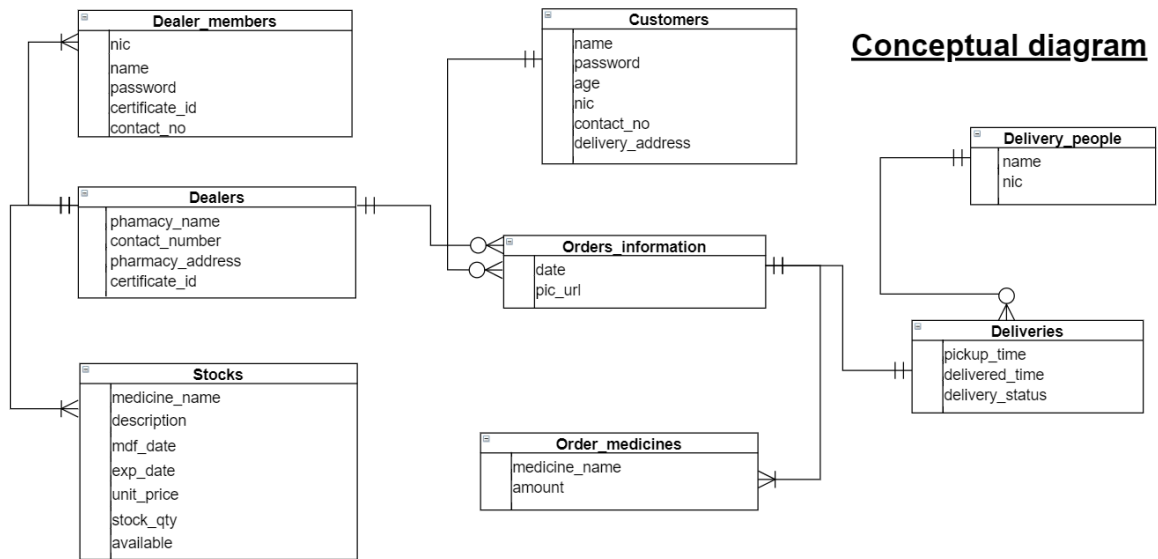 Conceptual diagram
Dealer_members
nic
name
password
certificate_id
contact_no
Customers
name
password
age
nic
contact_no
delivery_address
Delivery_people
name
nic
Dealers
phamacy_name
contact_number
pharmacy_address
certificate_id
Orders_information
date
pic_url
Deliveries
pickup_time
delivered_time
delivery_status
Stocks
medicine_name
description
mdf_date
exp_date
unit_price
stock_qty
available
Order_medicines
medicine_name
amount